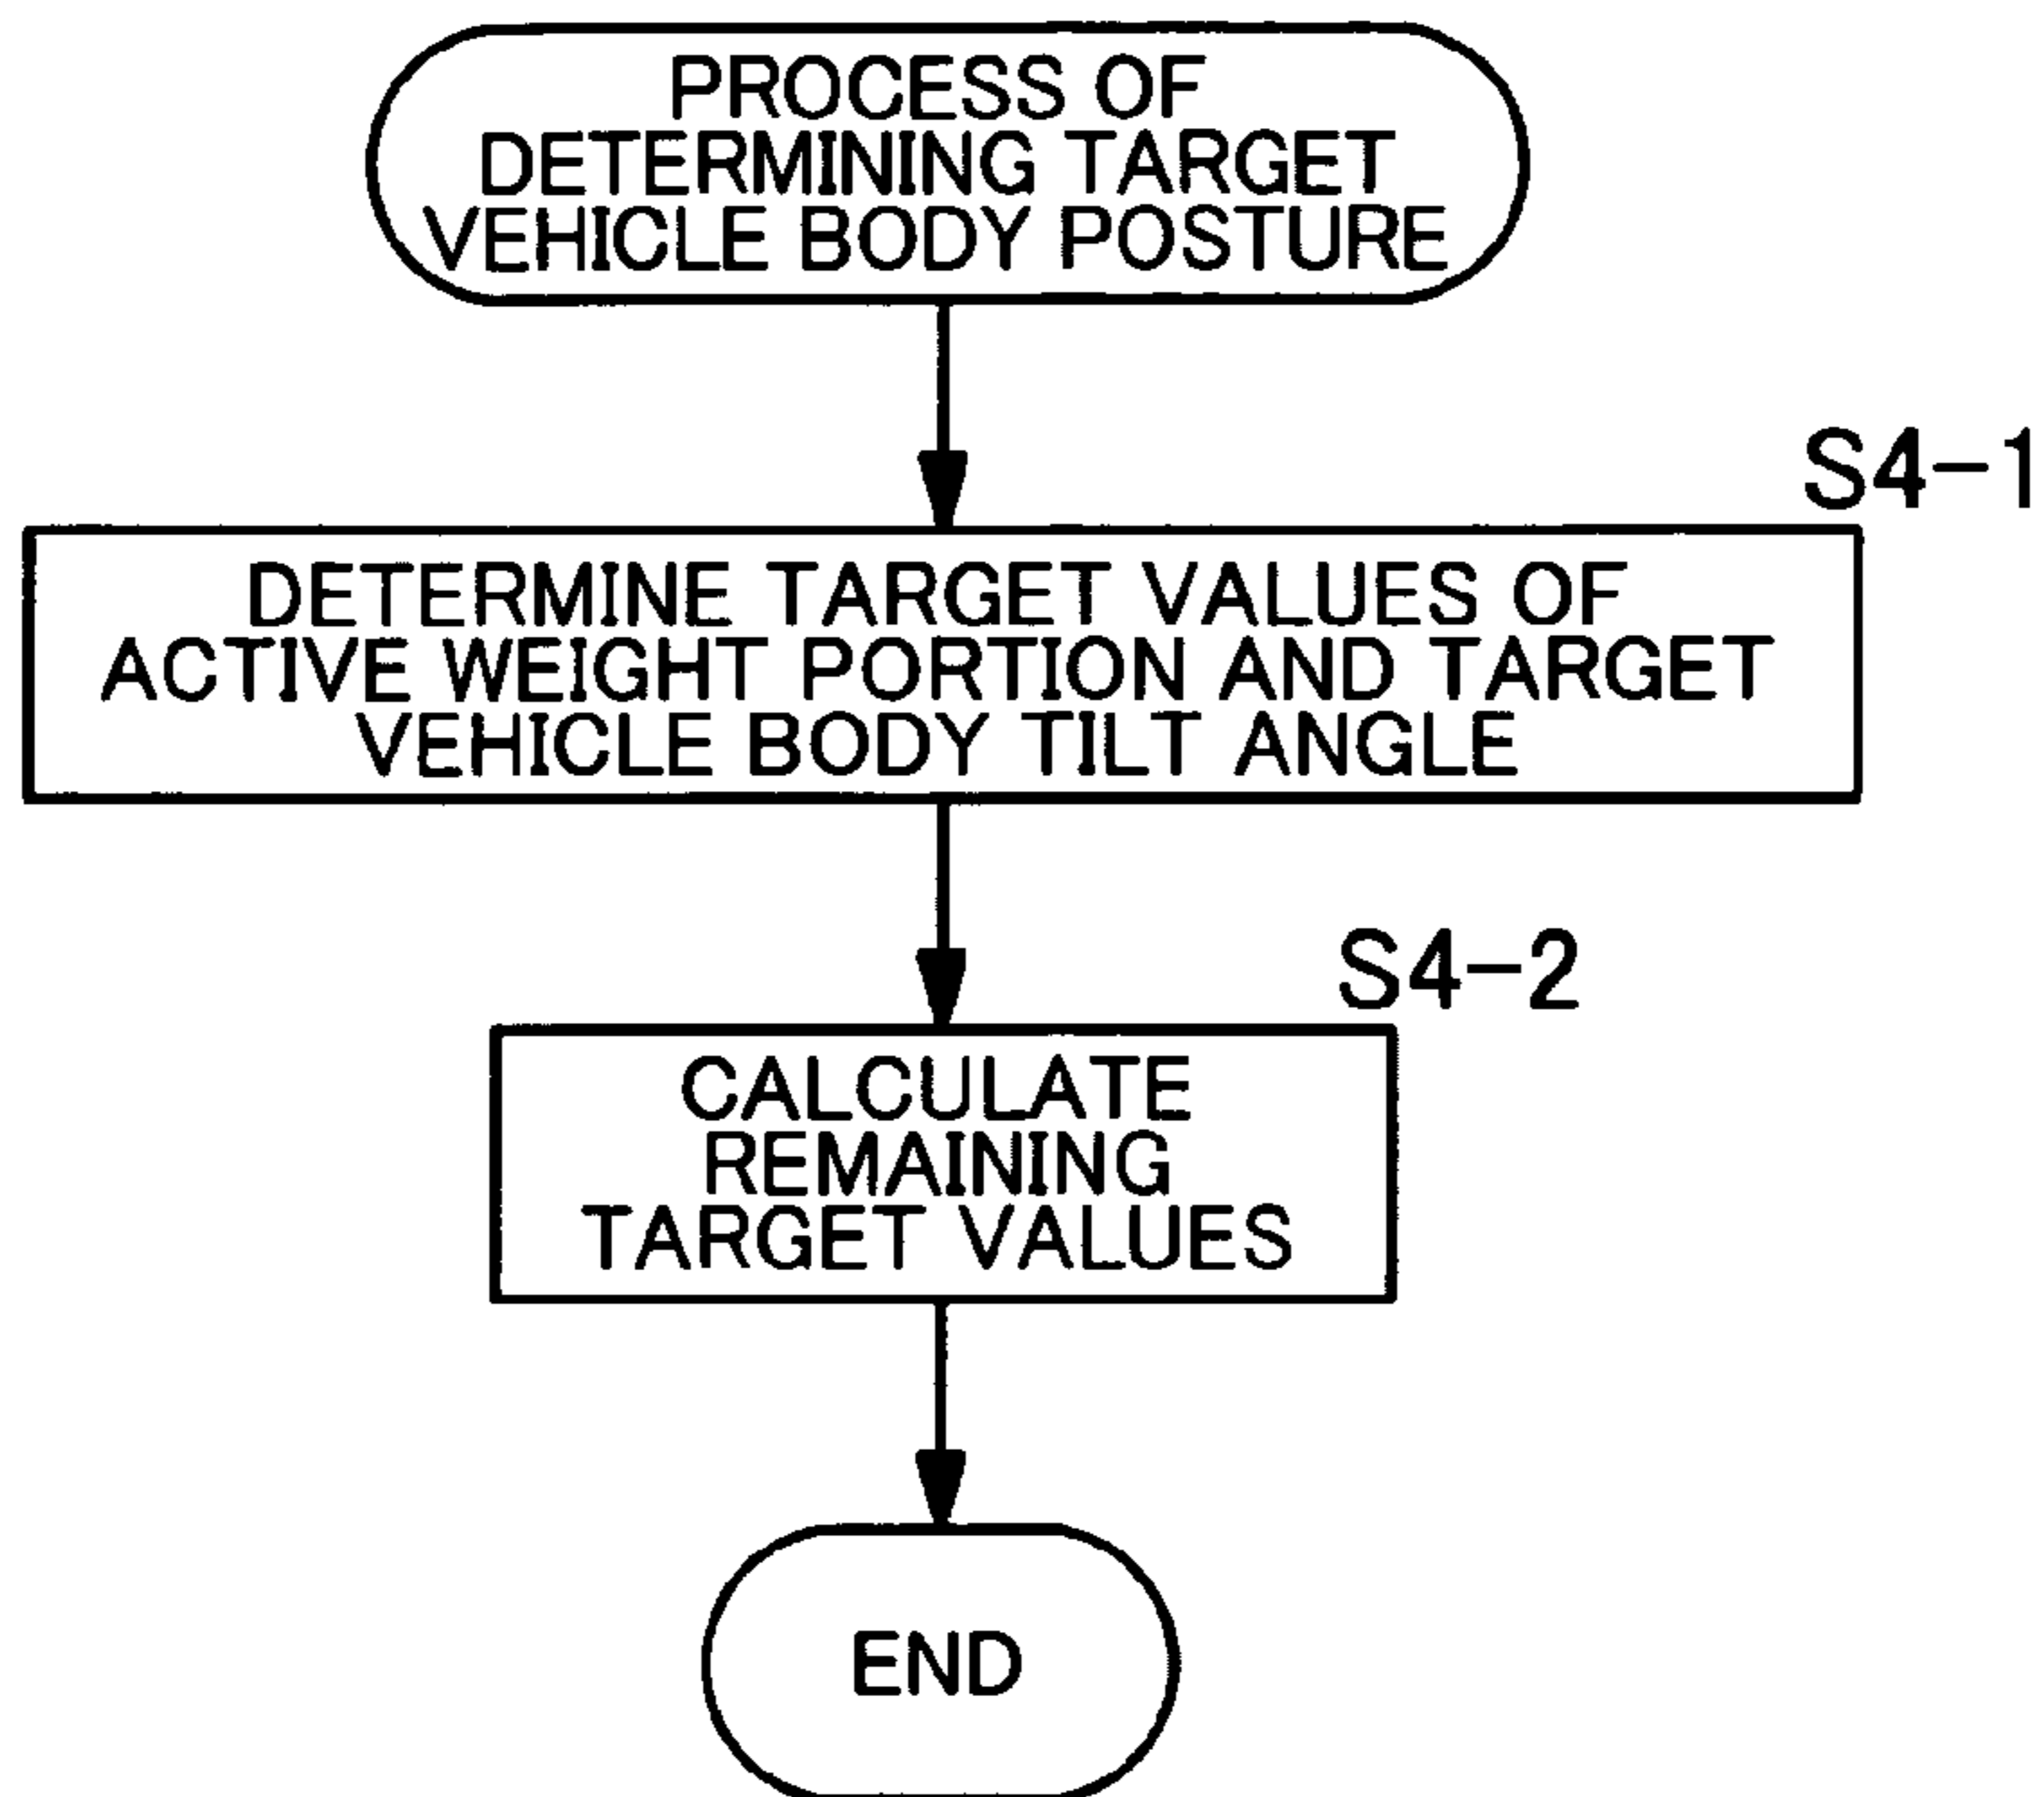 PROCESS OF
DETERMINING TARGET
VEHICLE BODY POSTURE
S4-1
DETERMINE TARGET VALUES OF
ACTIVE WEIGHT PORTION AND TARGET
VEHICLE BODY TILT ANGLE
S4-2
CALCULATE
REMAINING
TARGET VALUES
END